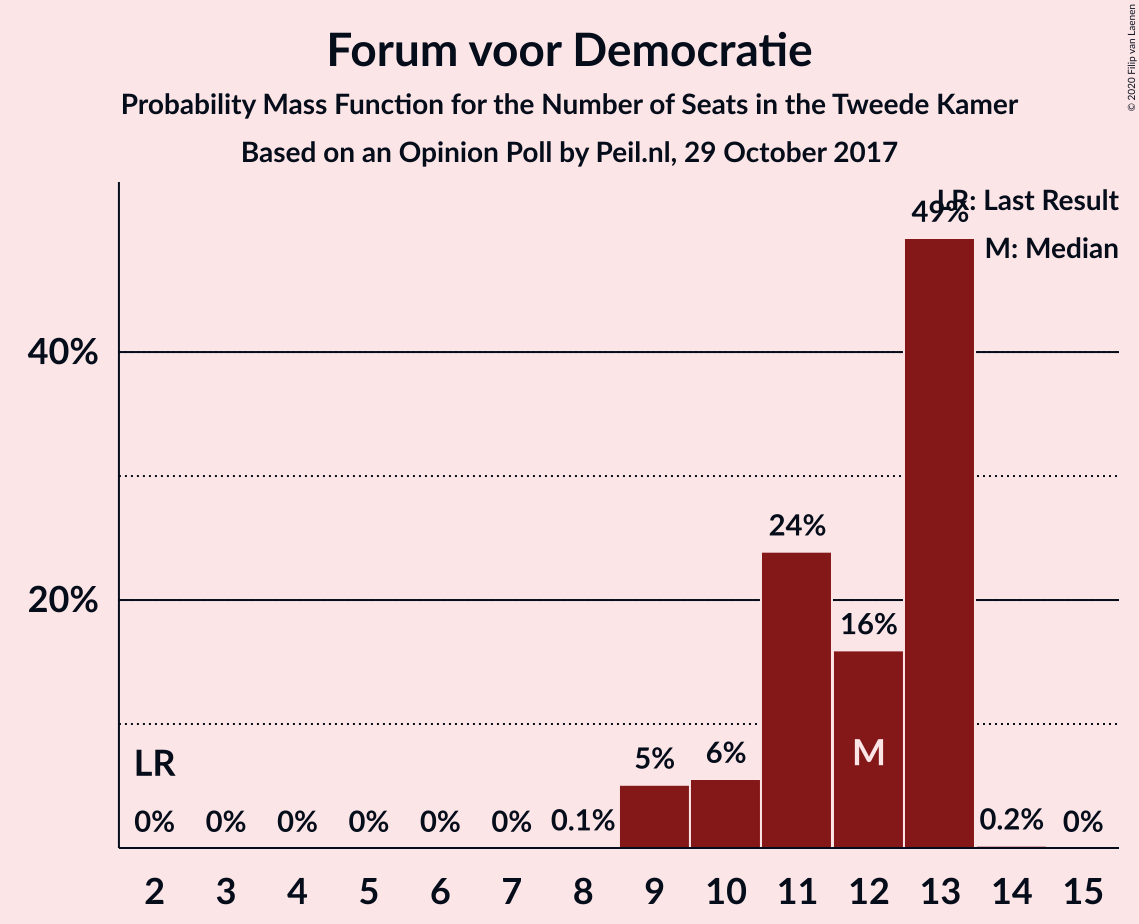 Forum voor Democratie
Probability Mass Function for the Number of Seats in the Tweede Kamer
Based on an Opinion Poll by Peil.nl, 29 October 2017
© 2020 Filip van Laenen
LR: Last Result
M: Median
49%
40%
24%
20%
16%
LR
M
5%
6%
0%
0%
0%
0%
0%
0%
0.1%
0.2%
0%
2 3 4 5 6 7 8 9 10 11 12 13 14 15